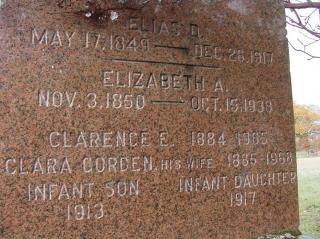 ELIAS D.
MAY 17. 1849 — DEC. 26. 1917
ELIZABETH A.
NOV. 3. 1850 — OCT. 15. 1938
CLARENCE E. 1884 1965
CLARA CORDEN, HIS WIFE 1885-1968
INFANT SON INFANT DAUGHTER
1913 1917